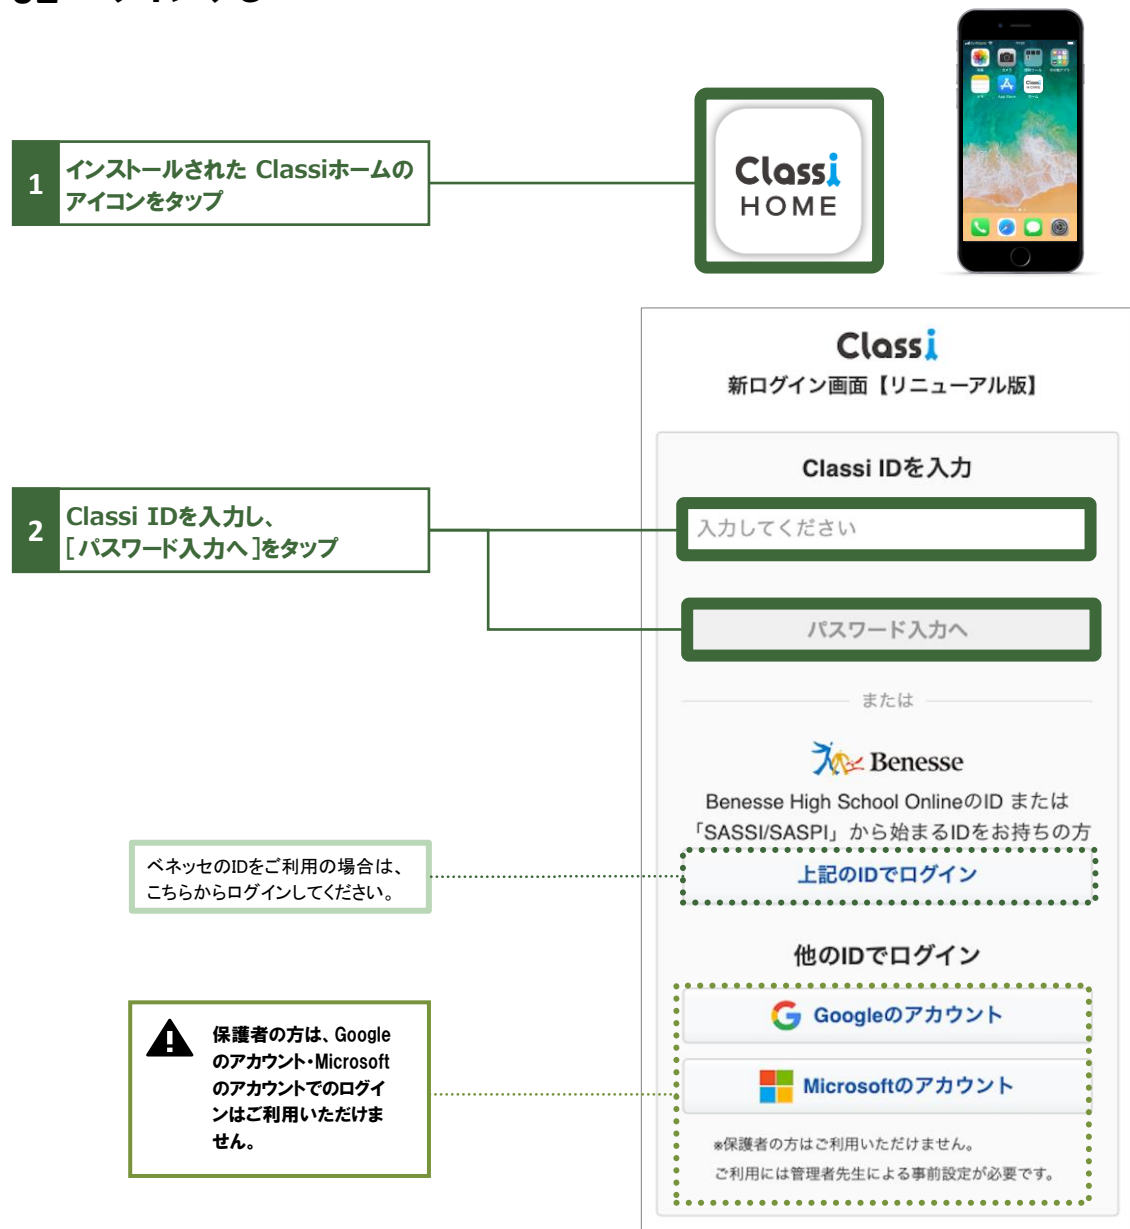 1
インストールされた Classiホームの
アイコンをタップ
Classi
HOME
Classi
新ログイン画面【リニューアル版】
Classi IDを入力
2
Classi IDを入力し、
[パスワード入力へ]をタップ
入力してください
パスワード入力へ
または
Benesse
Benesse High School OnlineのID または
「SASSI/SASPI」から始まるIDをお持ちの方
ベネッセのIDをご利用の場合は、
こちらからログインしてください。
上記のIDでログイン
他のIDでログイン
Googleのアカウント
Microsoftのアカウント
保護者の方は、Google
のアカウント・Microsoft
のアカウントでのログイ
ンはご利用いただけま
せん。
※保護者の方はご利用いただけません。
ご利用には管理者先生による事前設定が必要です。